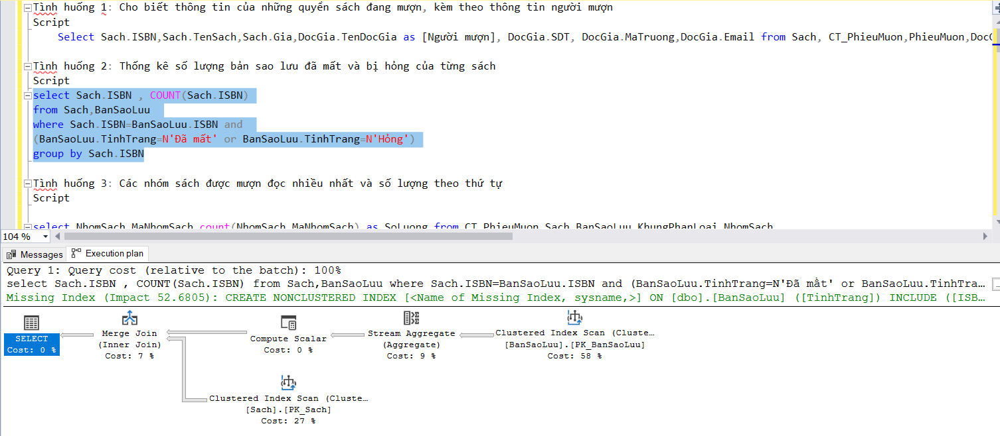 Tình huống 1: Cho biết thông tin của những quyển sách đang mượn, kèm theo thông tin người mượn
Script
Select Sach.ISBN,Sach.TenSach,Sach.Gia,DocGia.TenDocGia as [Người mượn], DocGia.SDT, DocGia.MaTruong,DocGia.Email from Sach, CT_PhieuMuon,PhieuMuon,DocG
Tình huống 2: Thống kê số lượng bản sao lưu đã mất và bị hỏng của từng sách
Script
select Sach.ISBN , COUNT(Sach.ISBN)
from Sach,BanSaoLuu
where Sach.ISBN=BanSaoLuu.ISBN and
(BanSaoLuu.TinhTrang=N'Đã mất' or BanSaoLuu.TinhTrang=N'Hỏng')
group by Sach.ISBN
Tình huống 3: Các nhóm sách được mượn đọc nhiều nhất và số lượng theo thứ tự
Script
select NhomSach.MaNhomSach,count(NhomSach.MaNhomSach) as SoLuong from CT_PhieuMuon,Sach,BanSaoLuu,KhungPhanLoai,NhomSach
104 %
Messages Execution plan
Query 1: Query cost (relative to the batch): 100%
select Sach.ISBN , COUNT(Sach.ISBN) from Sach,BanSaoLuu where Sach.ISBN=BanSaoLuu.ISBN and (BanSaoLuu.TinhTrang=N'Đã mất' or BanSaoLuu.TinhTra…
Missing Index (Impact 52.6805): CREATE NONCLUSTERED INDEX [<Name of Missing Index, sysname,>] ON [dbo].[BanSaoLuu] ([TinhTrang]) INCLUDE ([ISB…
SELECT
Cost: 0 %
Merge Join
(Inner Join)
Cost: 7 %
Compute Scalar
Cost: 0 %
Stream Aggregate
(Aggregate)
Cost: 9 %
Clustered Index Scan (Cluste…
[BanSaoLuu].[PK_BanSaoLuu]
Cost: 58 %
Clustered Index Scan (Cluste…
[Sach].[PK_Sach]
Cost: 27 %